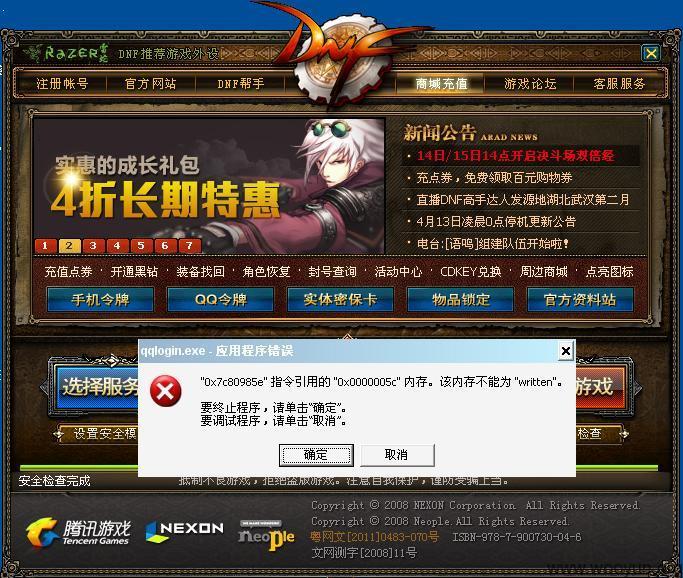 RAZER DNF推荐游戏外设
DNF
注册帐号 官方网站 DNF帮手 商城充值 游戏论坛 客服服务
新闻公告 ARAD NEWS
· 14日/15日14点开启决斗场双倍经
实惠的成长礼包
· 充点券，免费领取百元购物券
4折长期特惠
· 直播DNF高手达人发源地湖北武汉第二月
· 4月13日凌晨0点停机更新公告
1 2 3 4 5 6 7
· 电台:[语鸣]组建队伍开始啦!
充值点券 · 开通黑钻 · 装备找回 · 角色恢复 · 封号查询 · 活动中心 · CDKEY兑换 · 周边商城 · 点亮图标
手机令牌 QQ令牌 实体密保卡 物品锁定 官方资料站
qqlogin.exe - 应用程序错误
"0x7c80985e" 指令引用的 "0x0000005c" 内存。该内存不能为 "written"。
选择服务 游戏
要终止程序，请单击“确定”。
要调试程序，请单击“取消”。
设置安全模 检查
确定 取消
安全检查完成 抵制不良游戏，拒绝盗版游戏。注意自我保护，谨防受骗上当。
Copyright © 2008 NEXON Corporation. All Rights Reserved.
Copyright © 2008 Neople.All Rights Reserved.
腾讯游戏 Tencent Games NEXON neople
粤网文[2011]0483-070号 ISBN-978-7-900730-04-6
文网测字[2008]11号